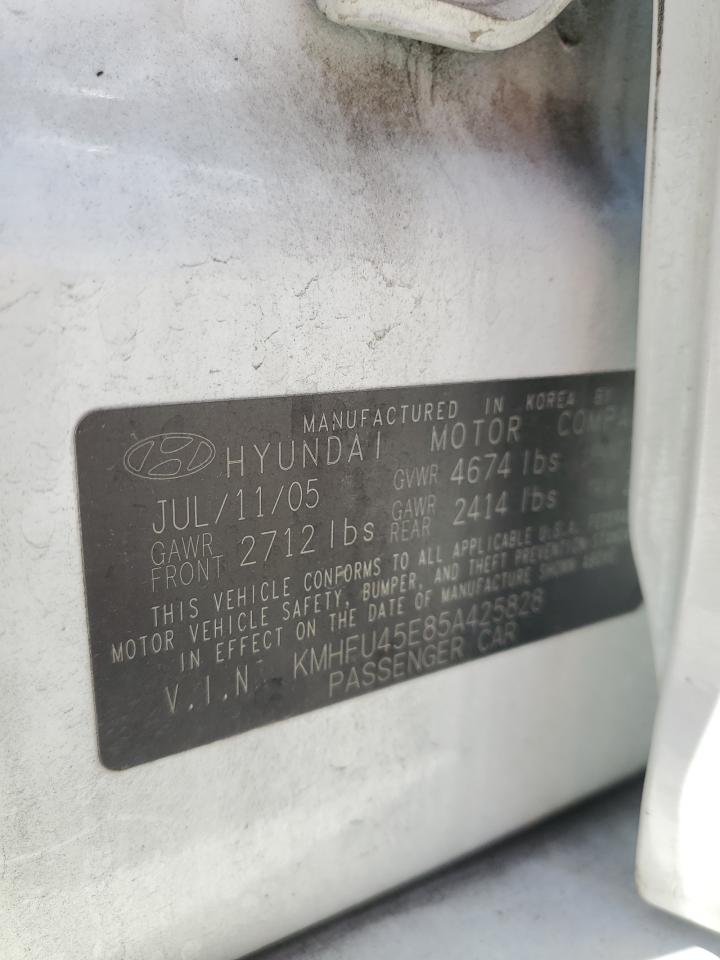 MANUFACTURED IN KOREA BY
HYUNDAI MOTOR COMPA
JUL/11/05 GVWR 4674 lbs
GAWR FRONT 2712 lbs GAWR REAR 2414 lbs
THIS VEHICLE CONFORMS TO ALL APPLICABLE U.S.A. FEDERAL
MOTOR VEHICLE SAFETY, BUMPER, AND THEFT PREVENTION STANDA
IN EFFECT ON THE DATE OF MANUFACTURE SHOWN ABOVE
V.I.N KMHFU45E85A425828
PASSENGER CAR